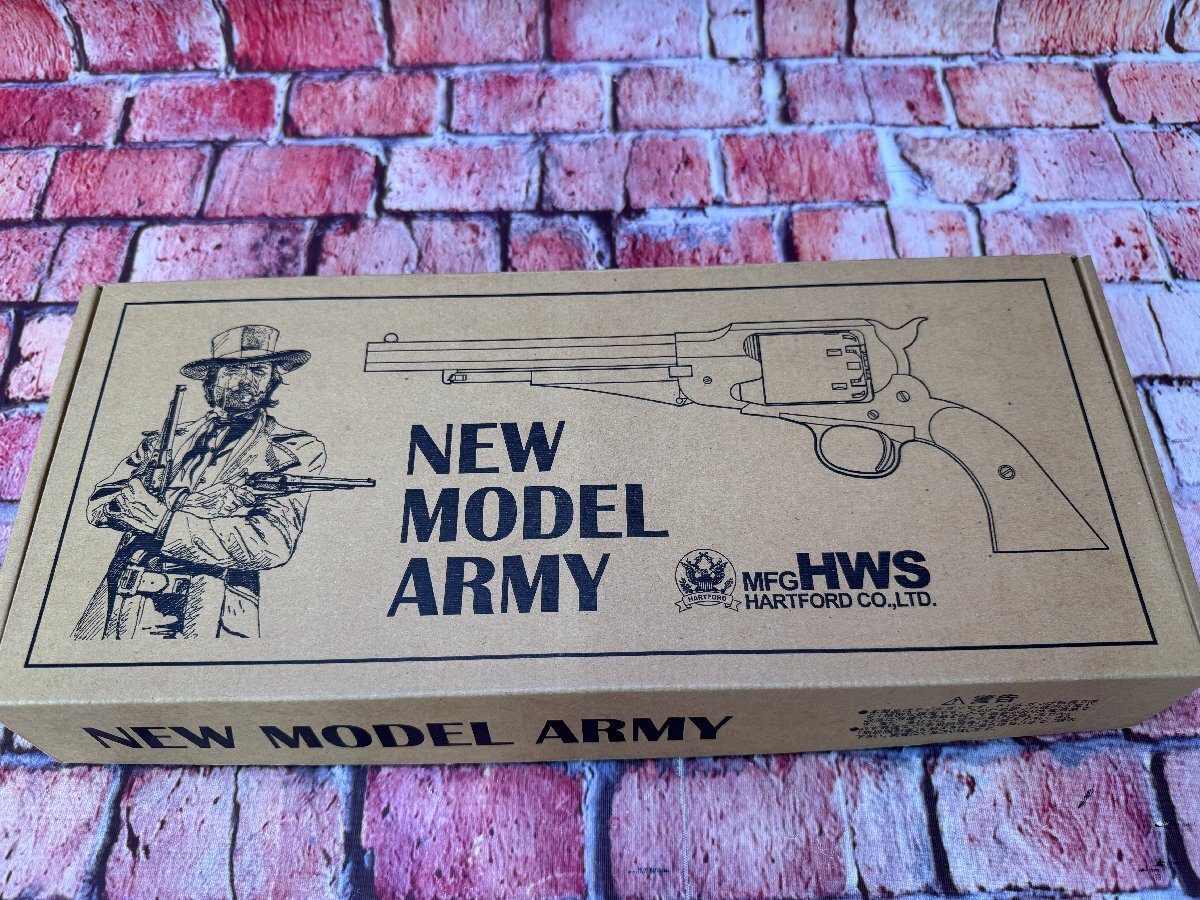 NEW
MODEL
ARMY
HARTFORD
MFG HWS
HARTFORD CO.,LTD.
NEW MODEL ARMY
⚠警告